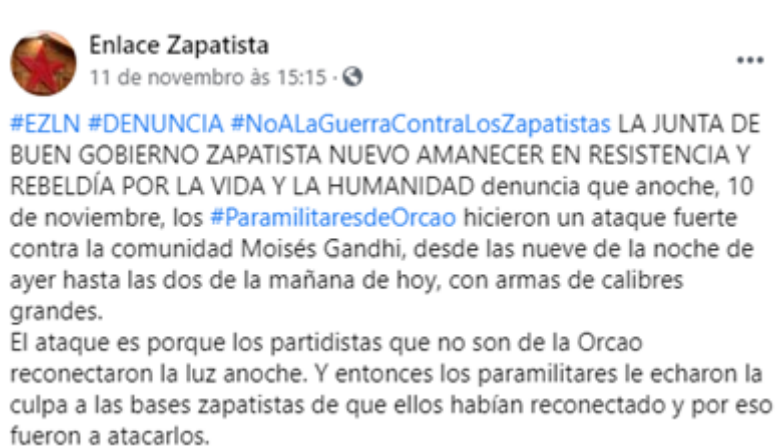 Enlace Zapatista
11 de novembro às 15:15 ·
#EZLN #DENUNCIA #NoALaGuerraContraLosZapatistas LA JUNTA DE
BUEN GOBIERNO ZAPATISTA NUEVO AMANECER EN RESISTENCIA Y
REBELDÍA POR LA VIDA Y LA HUMANIDAD denuncia que anoche, 10
de noviembre, los #ParamilitaresdeOrcao hicieron un ataque fuerte
contra la comunidad Moisés Gandhi, desde las nueve de la noche de
ayer hasta las dos de la mañana de hoy, con armas de calibres
grandes.
El ataque es porque los partidistas que no son de la Orcao
reconectaron la luz anoche. Y entonces los paramilitares le echaron la
culpa a las bases zapatistas de que ellos habían reconectado y por eso
fueron a atacarlos.